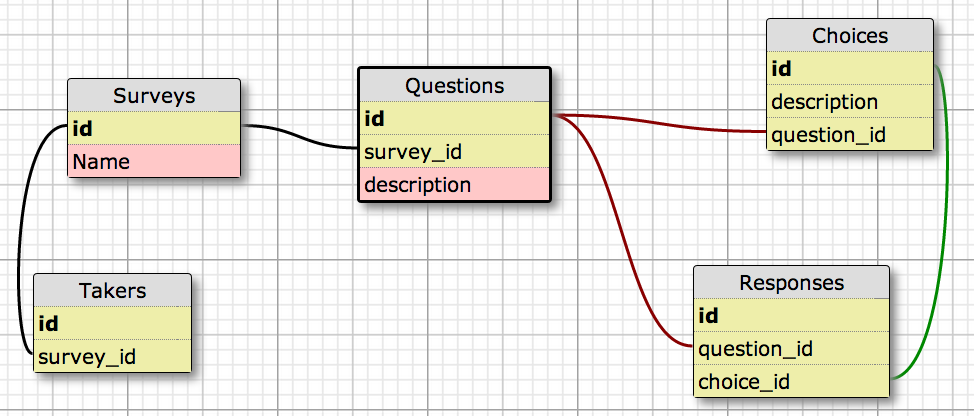 Surveys
id
Name
Questions
id
survey_id
description
Choices
id
description
question_id
Takers
id
survey_id
Responses
id
question_id
choice_id